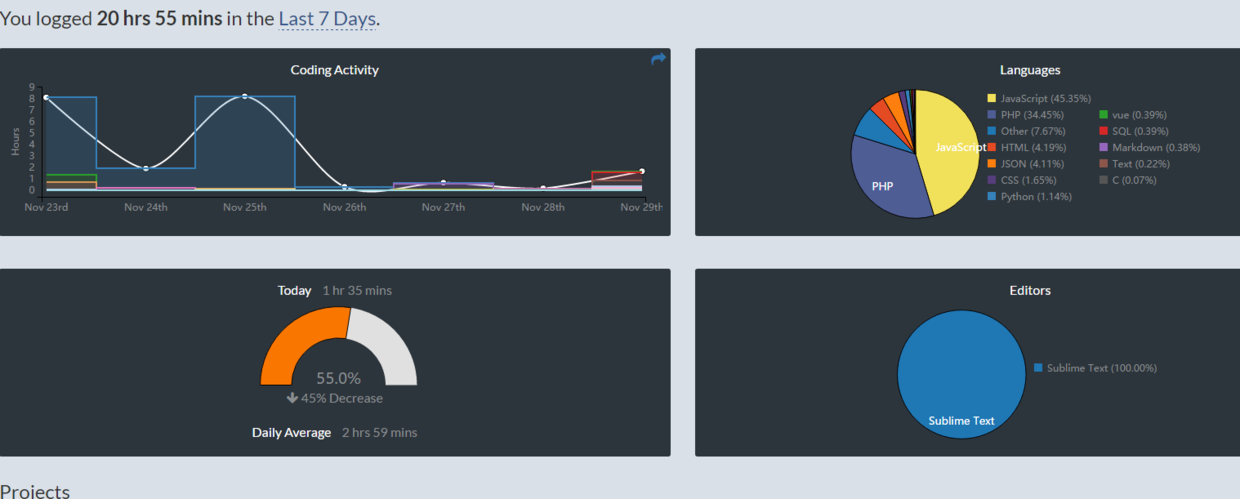 You logged 20 hrs 55 mins in the Last 7 Days.
Coding Activity
Hours
9
8
7
6
5
4
3
2
1
0
Nov 23rd Nov 24th Nov 25th Nov 26th Nov 27th Nov 28th Nov 29th
Languages
JavaScript
PHP
JavaScript (45.35%)
PHP (34.45%)
Other (7.67%)
HTML (4.19%)
JSON (4.11%)
CSS (1.65%)
Python (1.14%)
vue (0.39%)
SQL (0.39%)
Markdown (0.38%)
Text (0.22%)
C (0.07%)
Today 1 hr 35 mins
55.0%
45% Decrease
Daily Average 2 hrs 59 mins
Editors
Sublime Text
Sublime Text (100.00%)
Projects